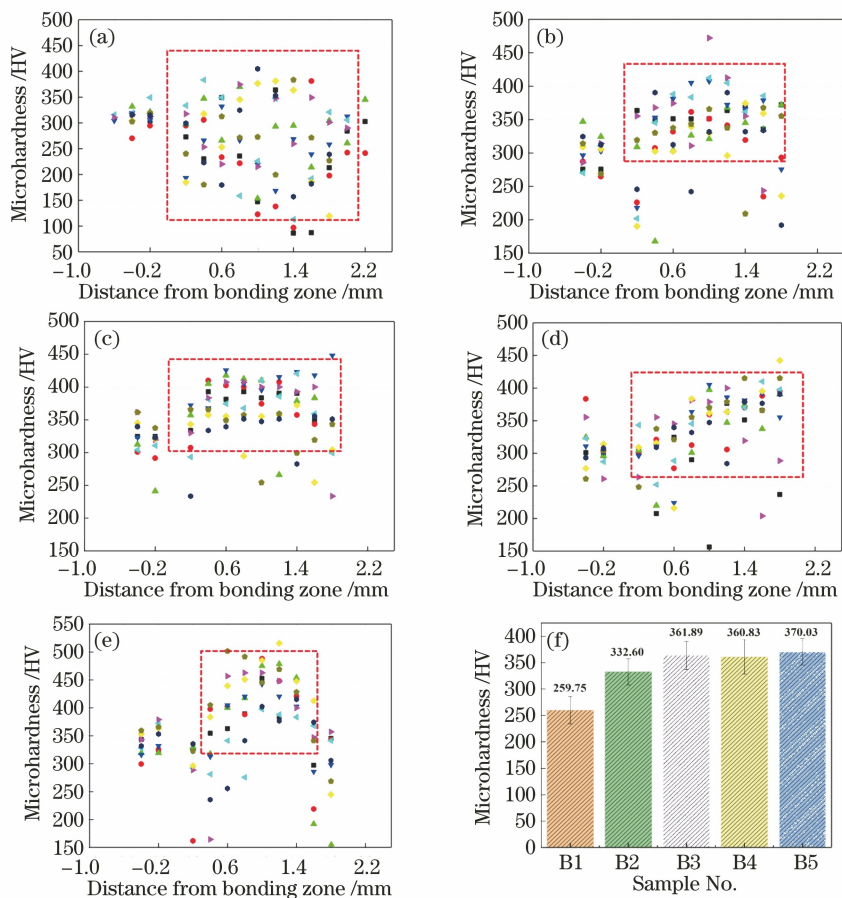 (a)
Microhardness /HV
500
450
400
350
300
250
200
150
100
50
−1.0 −0.2 0.6 1.4 2.2
Distance from bonding zone /mm
(b)
Microhardness /HV
500
450
400
350
300
250
200
150
−1.0 −0.2 0.6 1.4 2.2
Distance from bonding zone /mm
(c)
Microhardness /HV
500
450
400
350
300
250
200
150
−1.0 −0.2 0.6 1.4 2.2
Distance from bonding zone /mm
(d)
Microhardness /HV
500
450
400
350
300
250
200
150
−1.0 −0.2 0.6 1.4 2.2
Distance from bonding zone /mm
(e)
Microhardness /HV
550
500
450
400
350
300
250
200
150
−1.0 −0.2 0.6 1.4 2.2
Distance from bonding zone /mm
(f)
Microhardness /HV
400
350
300
250
200
150
100
50
0
259.75
332.60
361.89
360.83
370.03
B1 B2 B3 B4 B5
Sample No.